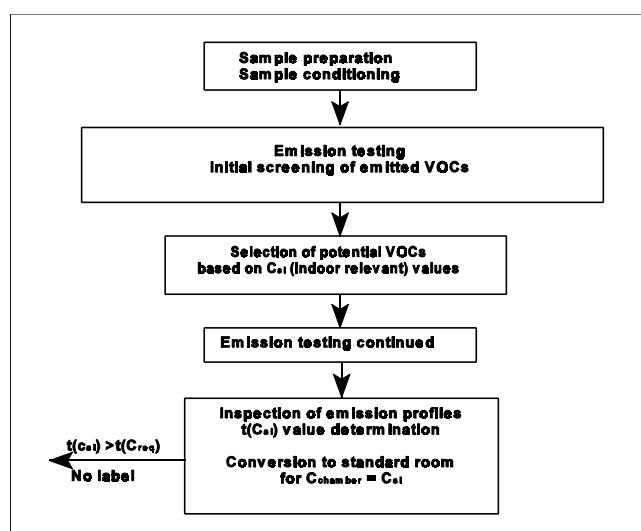 Sample preparation
Sample conditioning
Emission testing
Initial screening of emitted VOCs
Selection of potential VOCs
based on Csl (Indoor relevant) values
Emission testing continued
Inspection of emission profiles
t(Csl) value determination
Conversion to standard room
for Cchamber = Csl
t(csl) >t(Creq)
No label